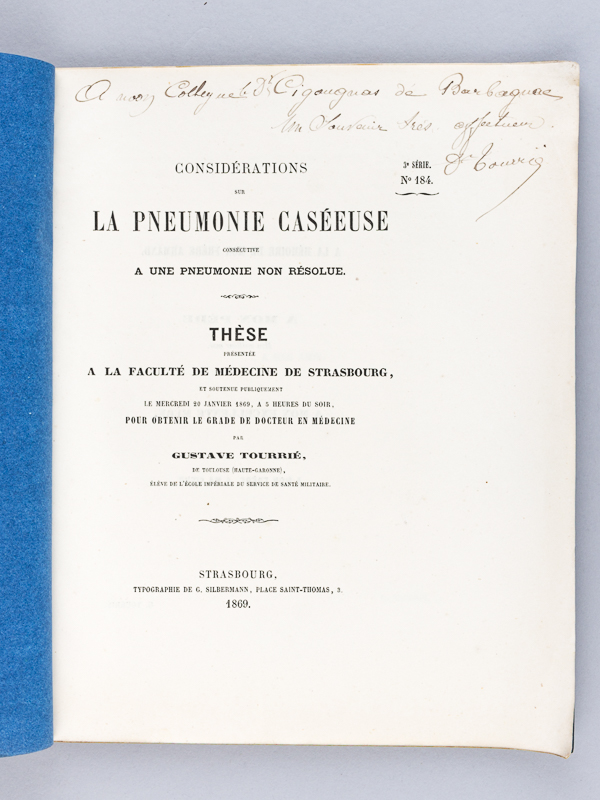 A mon Collègue le Dr Cigougnas de Barbagnac
Un Souvenir très affectueux.
Dr Tourrié
CONSIDÉRATIONS
SUR
LA PNEUMONIE CASÉEUSE
CONSÉCUTIVE
A UNE PNEUMONIE NON RÉSOLUE.
3e SÉRIE.
No 184.
THÈSE
PRÉSENTÉE
A LA FACULTÉ DE MÉDECINE DE STRASBOURG,
ET SOUTENUE PUBLIQUEMENT
LE MERCREDI 20 JANVIER 1869, A 5 HEURES DU SOIR,
POUR OBTENIR LE GRADE DE DOCTEUR EN MÉDECINE
PAR
GUSTAVE TOURRIÉ,
DE TOULOUSE (HAUTE-GARONNE),
ÉLÈVE DE L'ÉCOLE IMPÉRIALE DU SERVICE DE SANTÉ MILITAIRE.
STRASBOURG,
TYPOGRAPHIE DE G. SILBERMANN, PLACE SAINT-THOMAS, 3.
1869.